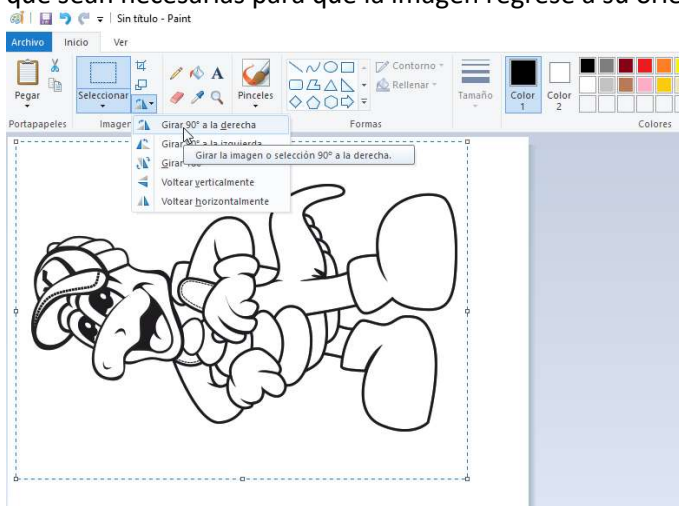 que sean necesarias para que la imagen regrese a su orie
Sin título - Paint
Archivo Inicio Ver
Pegar
Seleccionar
A
Pinceles
Contorno
Rellenar
Tamaño
Color 1
Color 2
Portapapeles Imagen Formas Colores
Girar 90° a la derecha
Girar 90° a la izquierda
Girar la imagen o selección 90° a la derecha.
Girar 180°
Voltear verticalmente
Voltear horizontalmente